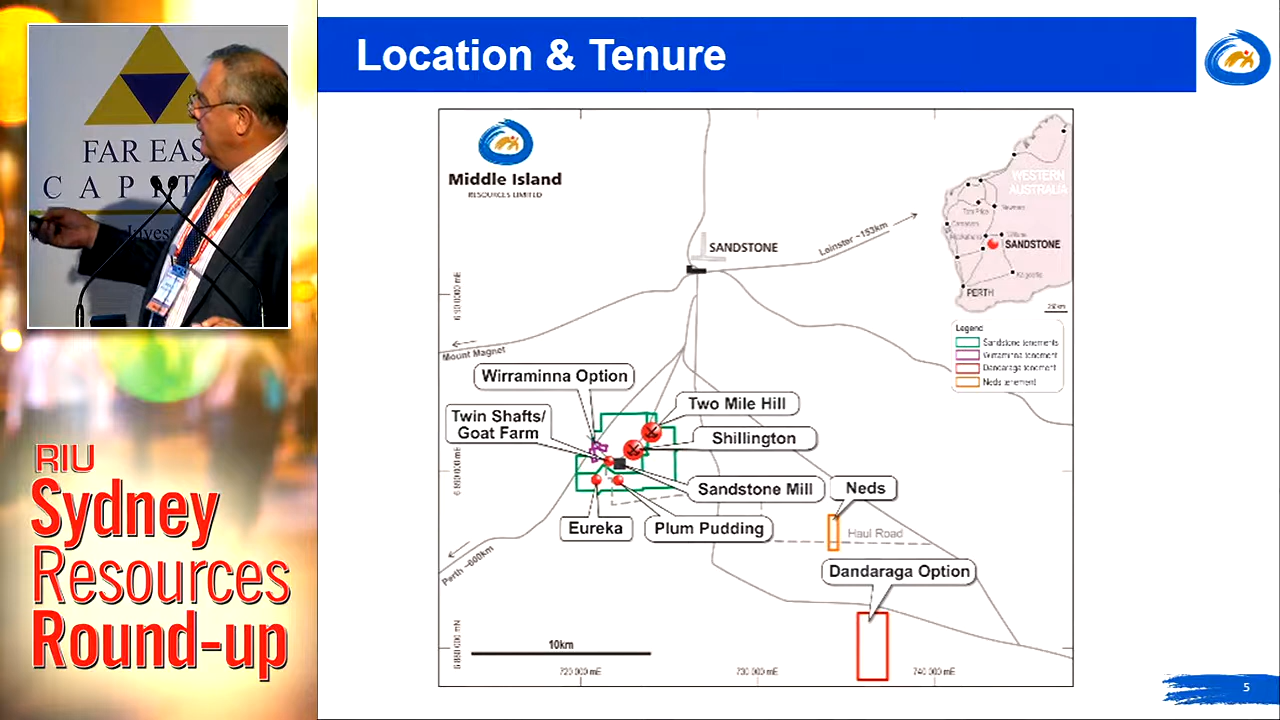 FAR EAS
C A P I T
Inves
RIU
Sydney
Resources
Round-up
Location & Tenure
Middle Island
RESOURCES LIMITED
WESTERN
AUSTRALIA
SANDSTONE
PERTH
SANDSTONE
Leinster ~153km
Mount Magnet
Legend
Sandstone tenements
Wirraminna tenement
Dandaraga tenement
Neds tenement
Wirraminna Option
Two Mile Hill
Twin Shafts/
Goat Farm
Shillington
Sandstone Mill
Neds
Eureka
Plum Pudding
Haul Road
Perth ~600km
Dandaraga Option
10km
720 000 mE
730 000 mE
740 000 mE
5